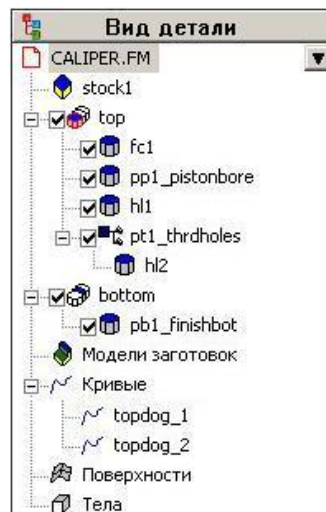 Вид детали
CALIPER.FM
stock1
top
fc1
pp1_pistonbore
hl1
pt1_thrdholes
hl2
bottom
pb1_finishbot
Модели заготовок
Кривые
topdog_1
topdog_2
Поверхности
Тела